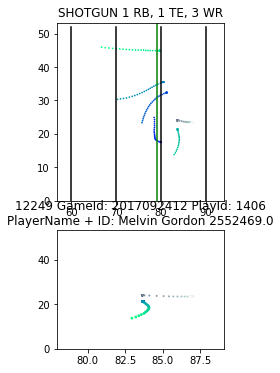 SHOTGUN 1 RB, 1 TE, 3 WR
50
40
30
20
10
0
60 70 80 90
12249 GameId: 2017092412 PlayId: 1406
PlayerName + ID: Melvin Gordon 2552469.0
40
20
0
80.0 82.5 85.0 87.5